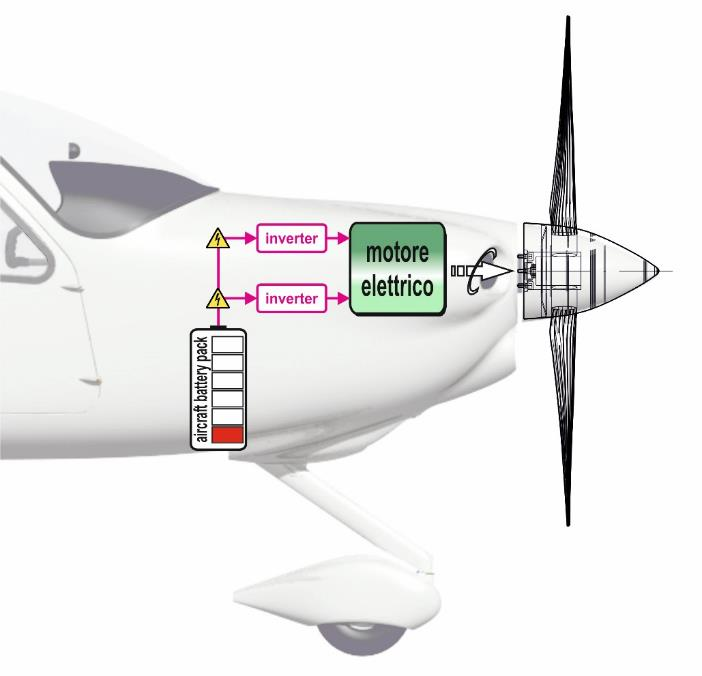 inverter
motore
elettrico
inverter
aircraft battery pack